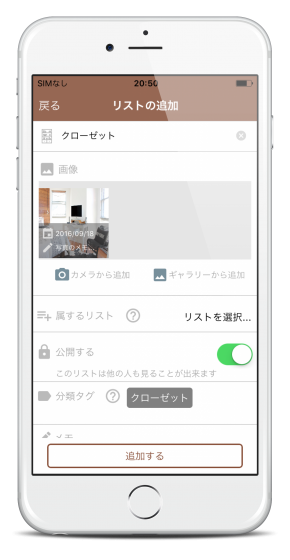 SIMなし 20:50
戻る リストの追加
クローゼット
画像
2016/09/18
写真のメモ...
カメラから追加 ギャラリーから追加
属するリスト リストを選択...
公開する
このリストは他の人も見ることが出来ます
分類タグ クローゼット
メモ
追加する